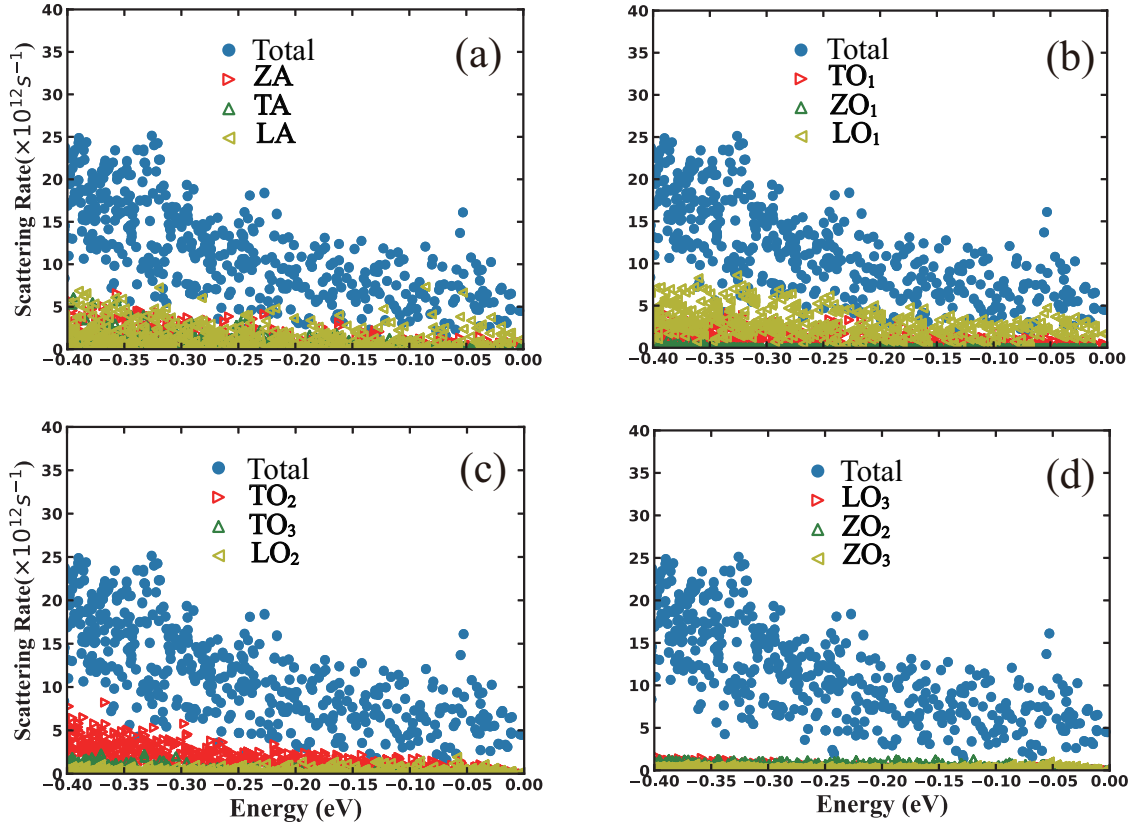 (a)
Total
ZA
TA
LA
40
35
30
25
20
15
10
5
0
−0.40 −0.35 −0.30 −0.25 −0.20 −0.15 −0.10 −0.05 0.00
Scattering Rate(×10¹²s⁻¹)
(b)
Total
TO₁
ZO₁
LO₁
40
35
30
25
20
15
10
5
0
−0.40 −0.35 −0.30 −0.25 −0.20 −0.15 −0.10 −0.05 0.00
(c)
Total
TO₂
TO₃
LO₂
40
35
30
25
20
15
10
5
0
−0.40 −0.35 −0.30 −0.25 −0.20 −0.15 −0.10 −0.05 0.00
Scattering Rate(×10¹²s⁻¹)
Energy (eV)
(d)
Total
LO₃
ZO₂
ZO₃
40
35
30
25
20
15
10
5
0
−0.40 −0.35 −0.30 −0.25 −0.20 −0.15 −0.10 −0.05 0.00
Energy (eV)